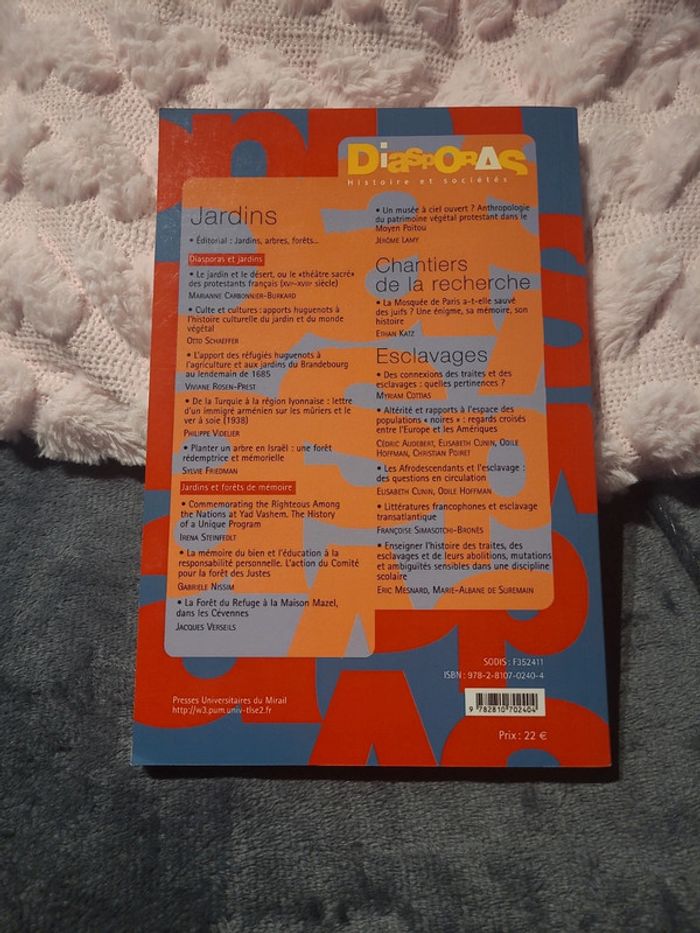 DiasporAs
Histoire et sociétés
Jardins
• Éditorial : Jardins, arbres, forêts...
Diasporas et jardins
• Le jardin et le désert, ou le «théâtre sacré»
des protestants français (XVIe-XVIIIe siècle)
MARIANNE CARBONNIER-BURKARD
• Culte et cultures : apports huguenots à
l'histoire culturelle du jardin et du monde
végétal
OTTO SCHAEFER
• L'apport des réfugiés huguenots à
l'agriculture et aux jardins du Brandebourg
au lendemain de 1685
VIVIANE ROSEN-PREST
• De la Turquie à la région lyonnaise : lettre
d'un immigré arménien sur les mûriers et le
ver à soie (1938)
PHILIPPE VIDELIER
• Planter un arbre en Israël : une forêt
rédemptrice et mémorielle
SYLVIE FRIEDMAN
Jardins et forêts de mémoire
• Commemorating the Righteous Among
the Nations at Yad Vashem. The History
of a Unique Program
IRENA STEINFELDT
• La mémoire du bien et l'éducation à la
responsabilité personnelle. L'action du Comité
pour la forêt des Justes
GABRIELE NISSIM
• La Forêt du Refuge à la Maison Mazel,
dans les Cévennes
JACQUES VERSEILS
• Un musée à ciel ouvert ? Anthropologie
du patrimoine végétal protestant dans le
Moyen Poitou
JÉRÔME LAMY
Chantiers
de la recherche
• La Mosquée de Paris a-t-elle sauvé
des juifs ? Une énigme, sa mémoire, son
histoire
ETHAN KATZ
Esclavages
• Des connexions des traites et des
esclavages : quelles pertinences ?
MYRIAM COTTIAS
• Altérité et rapports à l'espace des
populations « noires » : regards croisés
entre l'Europe et les Amériques
CÉDRIC AUDEBERT, ELISABETH CUNIN, ODILE
HOFFMAN, CHRISTIAN POIRET
• Les Afrodescendants et l'esclavage :
des questions en circulation
ELISABETH CUNIN, ODILE HOFFMAN
• Littératures francophones et esclavage
transatlantique
FRANÇOISE SIMASOTCHI-BRONÈS
• Enseigner l'histoire des traites, des
esclavages et de leurs abolitions, mutations
et ambiguités sensibles dans une discipline
scolaire
ERIC MESNARD, MARIE-ALBANE DE SUREMAIN
SODIS : F352411
ISBN : 978-2-8107-0240-4
9 782810 702404
Prix : 22 €
Presses Universitaires du Mirail
http://w3.pum.univ-tlse2.fr